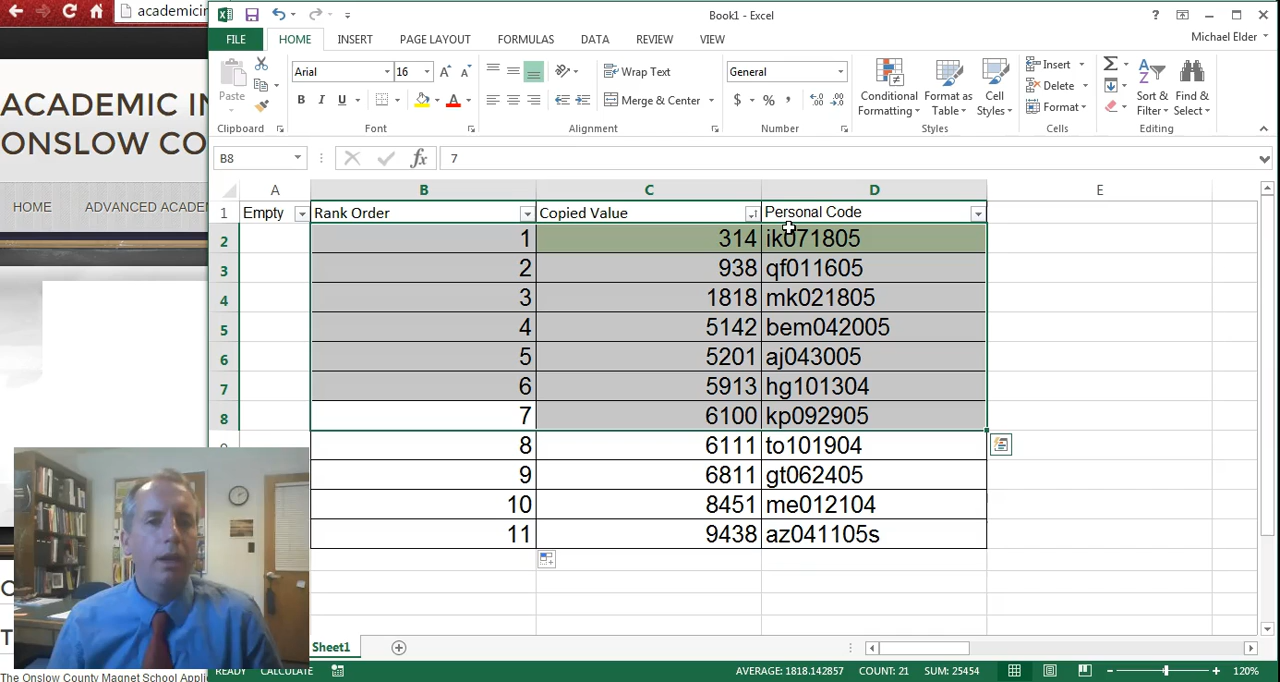 academicin
Book1 - Excel
FILE
HOME
INSERT
PAGE LAYOUT
FORMULAS
DATA
REVIEW
VIEW
Michael Elder
Paste
Arial
16
B I U
Wrap Text
Merge & Center
General
$ % ,
Conditional Formatting
Format as Table
Cell Styles
Insert
Delete
Format
Sort & Filter
Find & Select
Clipboard
Font
Alignment
Number
Styles
Cells
Editing
B8
fx
7
ACADEMIC IN
ONSLOW CO
HOME
ADVANCED ACADE
A B C D E
1 Empty Rank Order Copied Value Personal Code
2 1 314 ik071805
3 2 938 qf011605
4 3 1818 mk021805
5 4 5142 bem042005
6 5 5201 aj043005
7 6 5913 hg101304
8 7 6100 kp092905
8 6111 to101904
9 6811 gt062405
10 8451 me012104
11 9438 az041105s
Sheet1
READY
CALCULATE
AVERAGE: 1818.142857
COUNT: 21
SUM: 25454
120%
The Onslow County Magnet School Appli